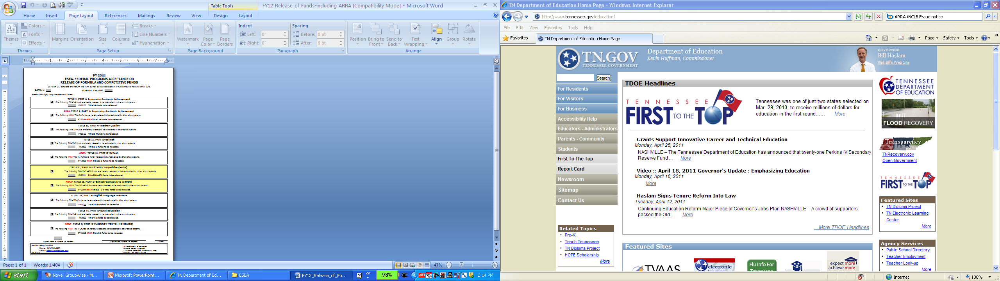 Table Tools
FY12_Release_of_Funds-including_ARRA [Compatibility Mode] - Microsoft Word
Home Insert Page Layout References Mailings Review View Design Layout
Themes Colors Fonts Effects
Margins Orientation Size Columns Breaks Line Numbers Hyphenation
Watermark Page Color Page Borders
Indent Left: 0" Right: 0"
Spacing Before: 0 pt After: 0 pt
Position Bring to Front Send to Back Text Wrapping Align Group Rotate
Themes Page Setup Page Background Paragraph Arrange
FY 20
ESEA, FEDERAL PROGRAMS ACCEPTANCE OR
RELEASE OF FORMULA AND COMPETITIVE FUNDS
By March 31, complete and return this form by mail so that reallocation of funds may be made to other LEAs.
SYSTEM # SCHOOL SYSTEM:
Please Check (X) Only the Affected Titles:
TITLE I, PART A-Improving Academic Achievement
The following Title I-A funds are hereby released to be reallocated to other school systems.
FY20 Title I-A funds to be released.
ARRA-TITLE I, PART A-Improving Academic Achievement
The following ARRA Title I-A funds are hereby released to be reallocated to other school systems.
FY 2010 ARRA Title I -A funds to be released.
TITLE II, PART A-Teacher Quality
The following Title II-A funds are hereby released to be reallocated to other school systems.
FY20 Title II-A funds to be released.
TITLE II, PART D-EdTech
The following Title II-D funds are hereby released to be reallocated to other school systems.
FY20 Title II-D funds to be released.
ARRA- TITLE II, PART D-EdTech
The following ARRA Title I-A funds are hereby released to be reallocated to other school systems.
FY 2010 ARRA Title II-D funds to be released.
TITLE II, PART D-EdTech-Competitive (e4TN)
The following Title II-D e4TN funds are hereby released to be reallocated to other school systems.
FY20 Title II-D e4TN funds to be released.
ARRA- TITLE II, PART D-EdTech-Competitive (e4000)
The following ARRA Title II-D e4000 funds are hereby released to be reallocated to other school systems.
FY 2010 ARRA Title II -D e4000 funds to be released.
TITLE III, PART A-English Language Learners
The following Title III-A funds are hereby released to be reallocated to other school systems.
FY20 Title III-A funds to be released.
TITLE VI, PART B-Rural Education
The following Title VI-B funds are hereby released to be reallocated to other school systems.
FY20 Title VI-B funds to be released.
ARRA- TITLE X, PART C-McKINNEY-VENTO (HOMELESS)
The following ARRA Title X-C funds are hereby released to be reallocated to other school systems.
FY 2010 ARRA Title X-C funds to be released.
(Typed Name of Director of Schools) (Signature of Director of Schools) (Date)
Mail to: Betty Cochran
Phone: 615-532-6305
Email: betty.cochran@tn.gov
TN Department of Education
Office of Federal Programs
710 James Robertson Parkway-5th Floor
Nashville, TN 37243-0379
Page: 1 of 1 Words: 1/404 47%
start Novell GroupWise - M... Microsoft PowerPoint... TN Department of Ed... ESEA FY12_Release_of_Fu... 98% 2:14 PM
TN Department of Education Home Page - Windows Internet Explorer
http://www.tennessee.gov/education/ ARRA \NCLB Fraud notice
File Edit View Favorites Tools Help
Favorites TN Department of Education Home Page Page Safety Tools
TN.GOV
TENNESSEE GOVERNMENT
Department of Education
Kevin Huffman, Commissioner
GOVERNOR
Bill Haslam
Visit Bill's Web Site
Search
For Residents
For Visitors
For Business
Accessibility Help
Educators - Administrators
Parents - Community
Students
First To The Top
Report Card
Newsroom
Sitemap
Contact Us
Related Topics
Pre-K
Teach Tennessee
TN Diploma Project
HOPE Scholarship
More
TDOE Headlines
TENNESSEE
FIRST TO THE TOP
Tennessee was one of just two states selected on
Mar. 29, 2010, to receive millions of dollars for
education in the first round...... More
Grants Support Innovative Career and Technical Education
Monday, April 25, 2011
NASHVILLE – The Tennessee Department of Education has announced that twenty-one Perkins IV Secondary
Reserve Fund ... More
Video :: April 18, 2011 Governor's Update : Emphasizing Education
Monday, April 18, 2011
More
Haslam Signs Tenure Reform Into Law
Tuesday, April 12, 2011
Continuing Education Reform Major Piece of Governor's Jobs Plan NASHVILLE – A crowd of supporters
packed the Old ... More
...More TDOE Headlines
Featured Sites
TVAAS
electronic
learning
Flu Info For
Tennessee
expect more
achieve more
TENNESSEE
DEPARTMENT
OF EDUCATION
FLOOD RECOVERY
Transparency
TNRecovery.gov
Open Government
TENNESSEE
FIRST TO THE TOP
Featured Sites
TN Diploma Project
TN Electronic Learning
Center
More
Agency Services
Public School Directory
Teacher Employment
Teacher Look-up
More
Internet 100%